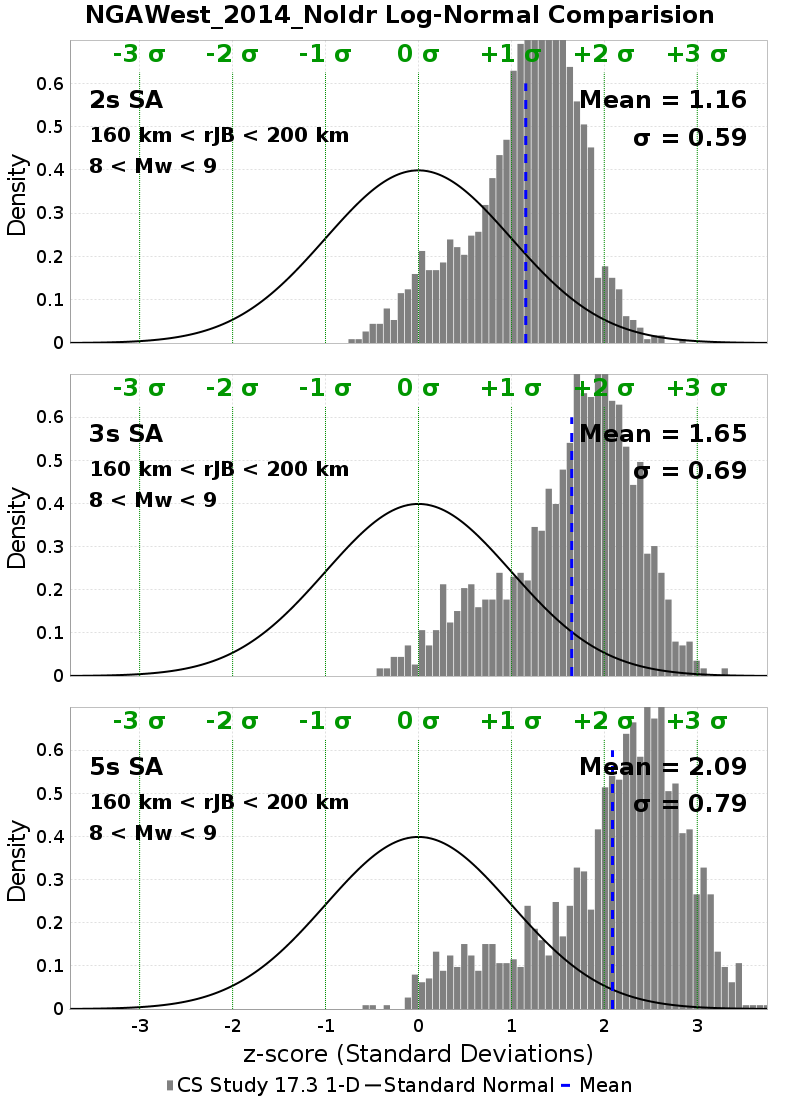 NGAWest_2014_NoIdr Log-Normal Comparision
-3 σ -2 σ -1 σ 0 σ +1 σ +2 σ +3 σ
2s SA Mean = 1.16
160 km < rJB < 200 km σ = 0.59
8 < Mw < 9
Density
0.6
0.5
0.4
0.3
0.2
0.1
0
-3 σ -2 σ -1 σ 0 σ +1 σ +2 σ +3 σ
3s SA Mean = 1.65
160 km < rJB < 200 km σ = 0.69
8 < Mw < 9
Density
0.6
0.5
0.4
0.3
0.2
0.1
0
-3 σ -2 σ -1 σ 0 σ +1 σ +2 σ +3 σ
5s SA Mean = 2.09
160 km < rJB < 200 km σ = 0.79
8 < Mw < 9
Density
0.6
0.5
0.4
0.3
0.2
0.1
0
-3 -2 -1 0 1 2 3
z-score (Standard Deviations)
CS Study 17.3 1-D Standard Normal Mean